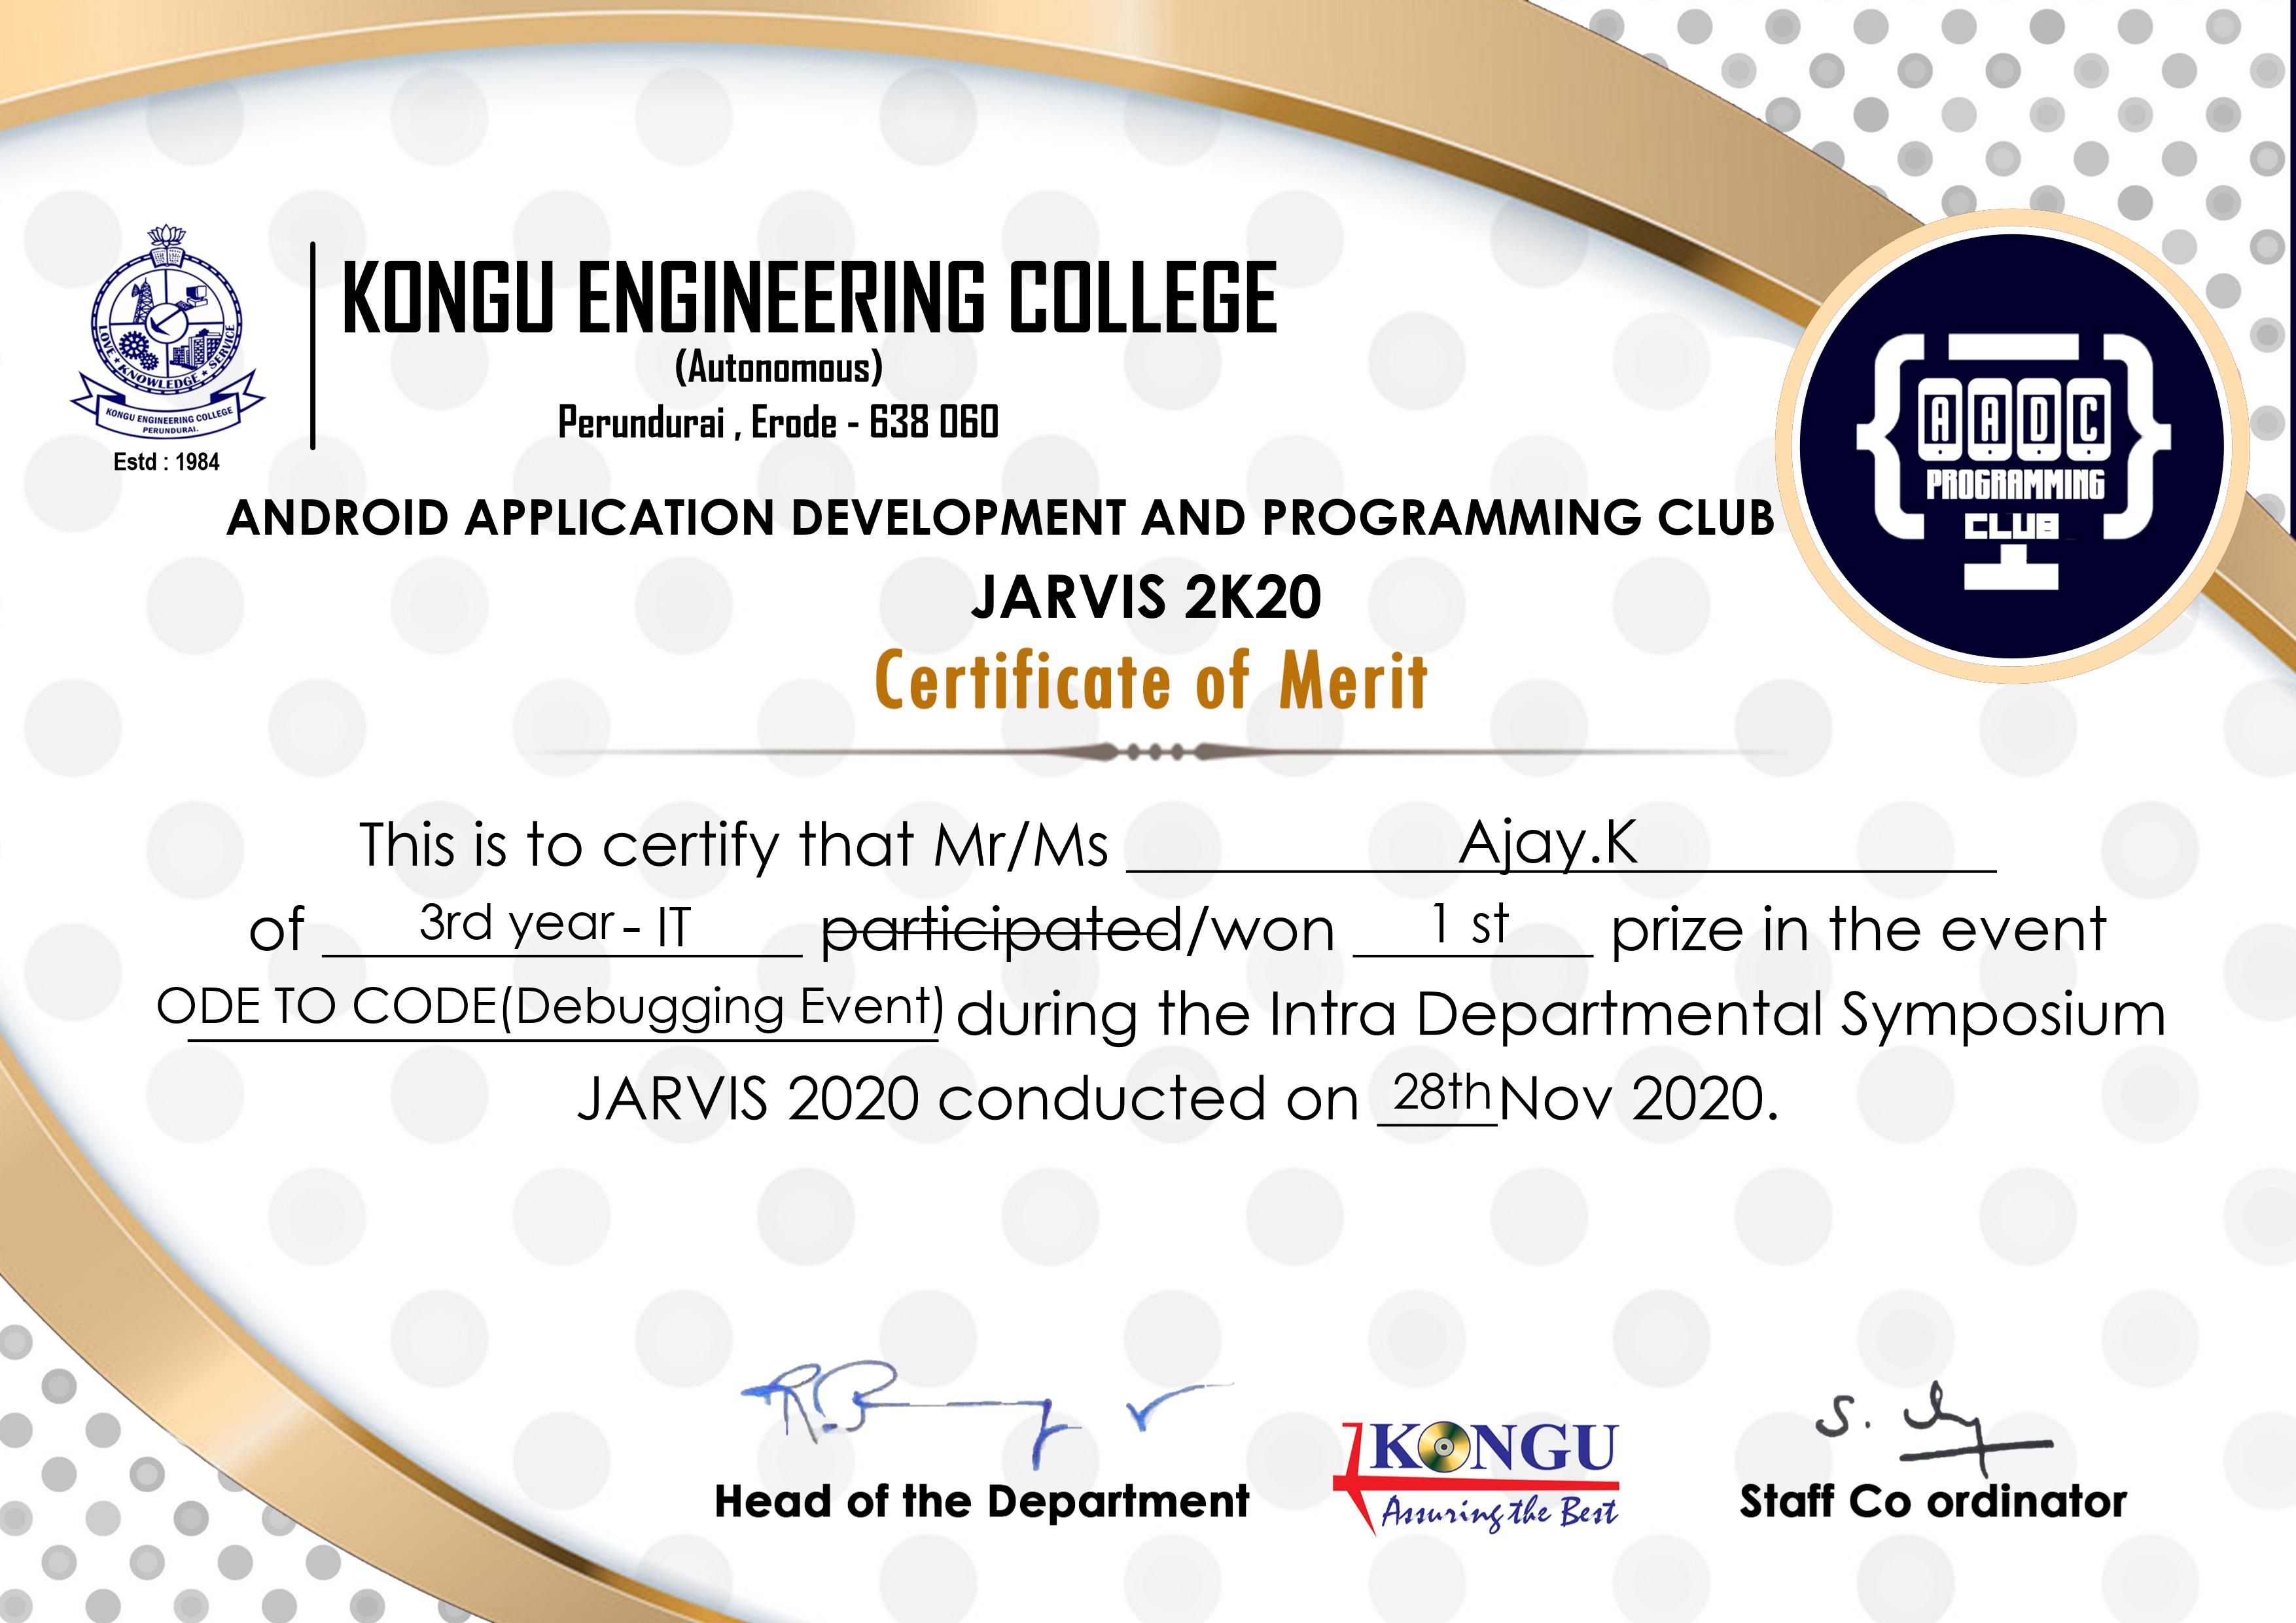 KONGU ENGINEERING COLLEGE
(Autonomous)
Perundurai , Erode - 638 060
LOVE * KNOWLEDGE * SERVICE
KONGU ENGINEERING COLLEGE
PERUNDURAI.
Estd : 1984
AADC
PROGRAMMING
CLUB
ANDROID APPLICATION DEVELOPMENT AND PROGRAMMING CLUB
JARVIS 2K20
Certificate of Merit
This is to certify that Mr/Ms Ajay.K
of 3rd year - IT participated/won 1 st prize in the event
ODE TO CODE(Debugging Event) during the Intra Departmental Symposium
JARVIS 2020 conducted on 28th Nov 2020.
Head of the Department
KONGU
Assuring the Best
S.
Staff Co ordinator